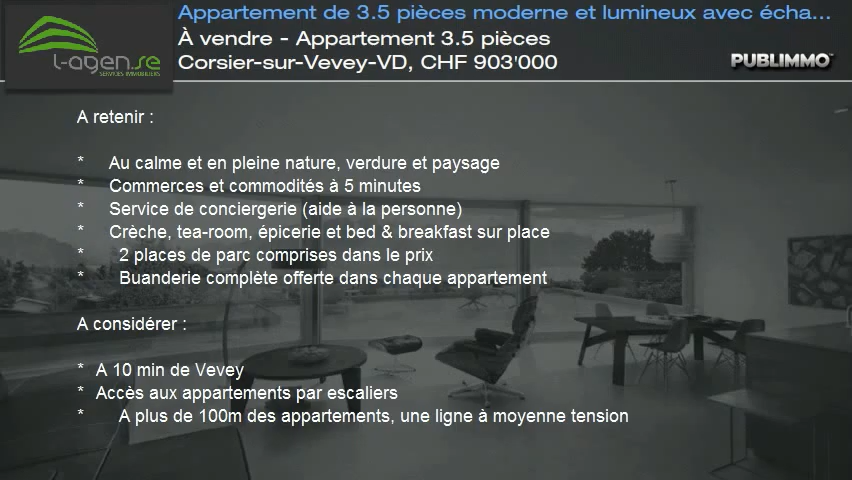 Appartement de 3.5 pièces moderne et lumineux avec écha...
À vendre - Appartement 3.5 pièces
Corsier-sur-Vevey-VD, CHF 903'000
l-agen.se
SERVICES IMMOBILIERS
PUBLIMMO™
A retenir :
* Au calme et en pleine nature, verdure et paysage
* Commerces et commodités à 5 minutes
* Service de conciergerie (aide à la personne)
* Crèche, tea-room, épicerie et bed & breakfast sur place
* 2 places de parc comprises dans le prix
* Buanderie complète offerte dans chaque appartement
A considérer :
* A 10 min de Vevey
* Accès aux appartements par escaliers
* A plus de 100m des appartements, une ligne à moyenne tension